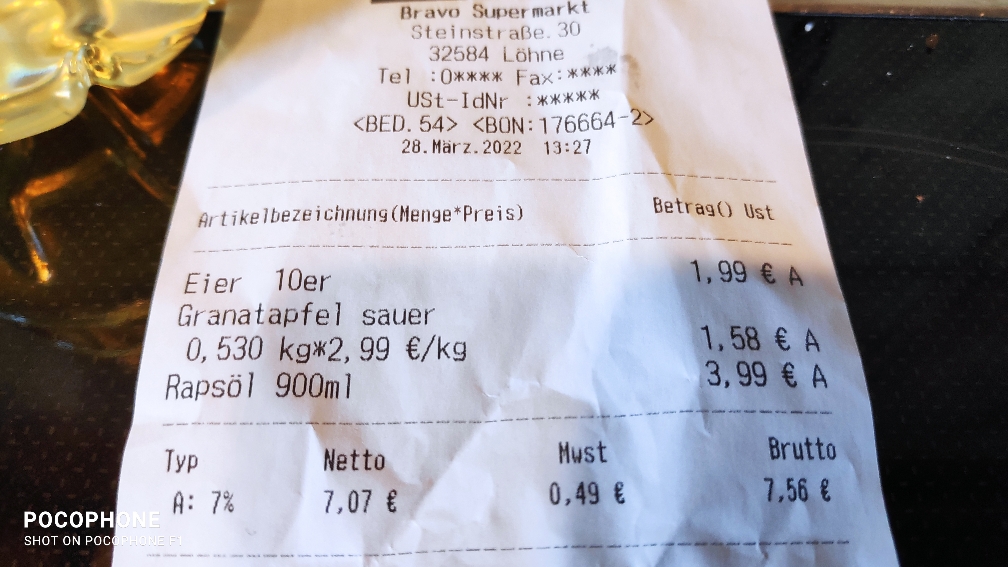 Bravo Supermarkt
Steinstraße.30
32584 Löhne
Tel :0**** Fax:****
USt-IdNr :*****
<BED.54> <BON:176664-2>
28.März.2022 13:27
Artikelbezeichnung(Menge*Preis) Betrag() Ust
Eier 10er 1,99 € A
Granatapfel sauer
0,530 kg*2,99 €/kg 1,58 € A
Rapsöl 900ml 3,99 € A
Typ Netto Mwst Brutto
A: 7% 7,07 € 0,49 € 7,56 €
POCOPHONE
SHOT ON POCOPHONE F1